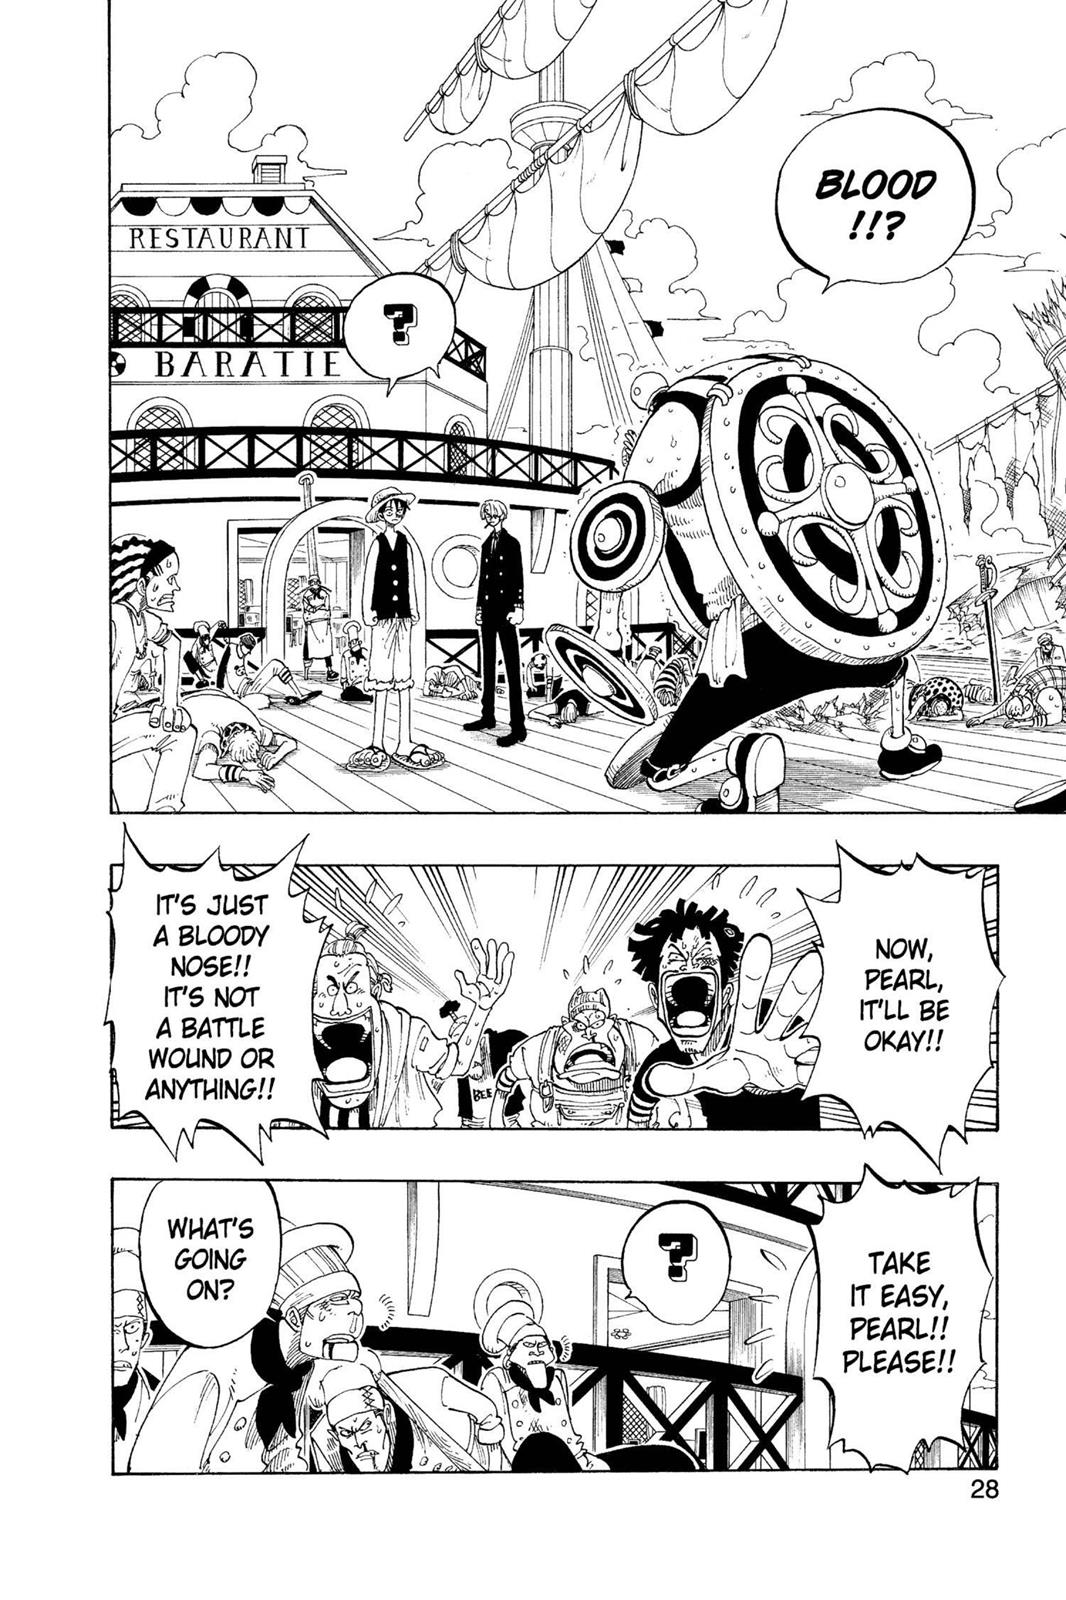 BLOOD
!!?
RESTAURANT
?
BARATIE
NOW,
PEARL,
IT'LL BE
OKAY!!
IT'S JUST
A BLOODY
NOSE!!
IT'S NOT
A BATTLE
WOUND OR
ANYTHING!!
BEE
TAKE
IT EASY,
PEARL!!
PLEASE!!
?
WHAT'S
GOING
ON?
28